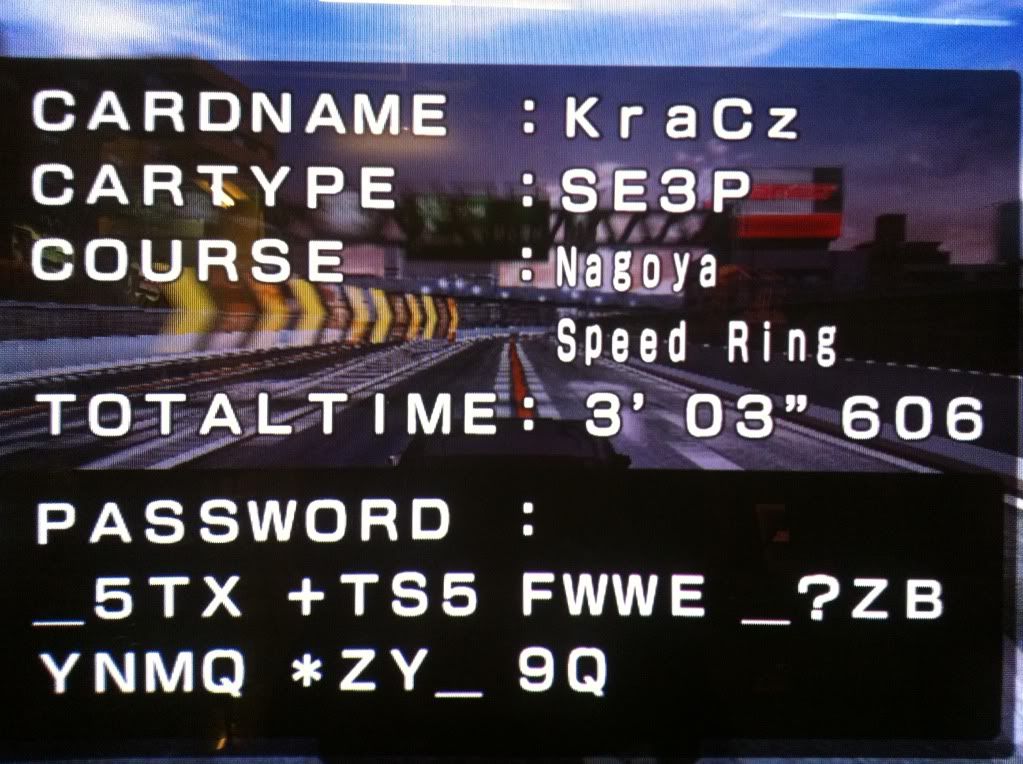 CARDNAME : KraCz
CARTYPE : SE3P
COURSE : Nagoya
Speed Ring
TOTALTIME : 3' 03" 606
PASSWORD :
_5TX +TS5 FWWE _?ZB
YNMQ *ZY_ 9Q